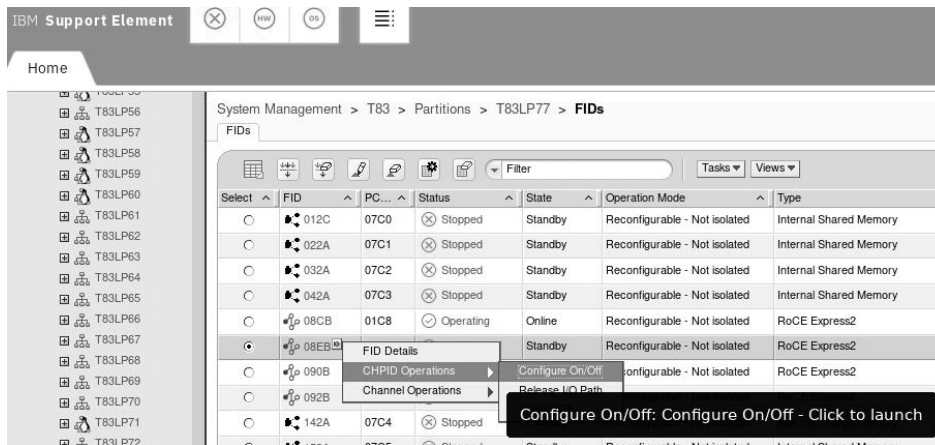 IBM Support Element
HW
OS
Home
T83LP56
T83LP57
T83LP58
T83LP59
T83LP60
T83LP61
T83LP62
T83LP63
T83LP64
T83LP65
T83LP66
T83LP67
T83LP68
T83LP69
T83LP70
T83LP71
T83LP72
System Management > T83 > Partitions > T83LP77 > FIDs
FIDs
Filter Tasks Views
Select FID PC... Status State Operation Mode Type
012C 07C0 Stopped Standby Reconfigurable - Not isolated Internal Shared Memory
022A 07C1 Stopped Standby Reconfigurable - Not isolated Internal Shared Memory
032A 07C2 Stopped Standby Reconfigurable - Not isolated Internal Shared Memory
042A 07C3 Stopped Standby Reconfigurable - Not isolated Internal Shared Memory
08CB 01C8 Operating Online Reconfigurable - Not isolated RoCE Express2
08EB Standby Reconfigurable - Not isolated RoCE Express2
FID Details
090B CHPID Operations Configure On/Off configurable - Not isolated RoCE Express2
092B Channel Operations Release I/O Path
Configure On/Off: Configure On/Off - Click to launch
142A 07C4 Stopped